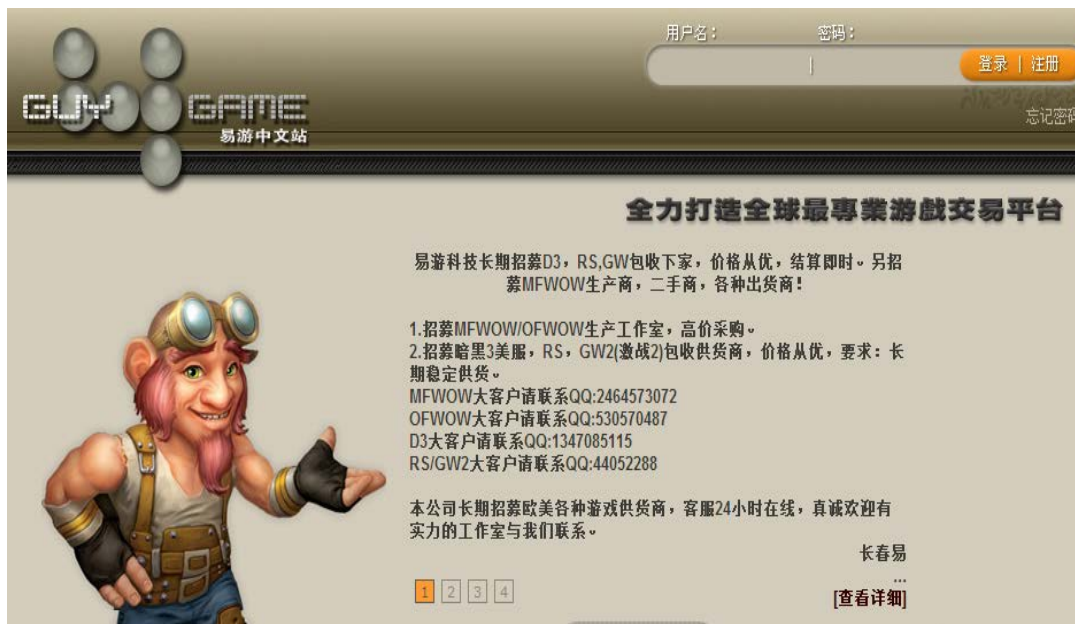 用户名： 密码：
登录 | 注册
忘记密码
GUY GAME
易游中文站
全力打造全球最專業游戲交易平台
易游科技长期招募D3，RS,GW包收下家，价格从优，结算即时。另招
募MFWOW生产商，二手商，各种出货商！
1.招募MFWOW/OFWOW生产工作室，高价采购。
2.招募暗黑3美服，RS，GW2(激战2)包收供货商，价格从优，要求：长
期稳定供货。
MFWOW大客户请联系QQ:2464573072
OFWOW大客户请联系QQ:530570487
D3大客户请联系QQ:1347085115
RS/GW2大客户请联系QQ:44052288
本公司长期招募欧美各种游戏供货商，客服24小时在线，真诚欢迎有
实力的工作室与我们联系。
长春易
...
1 2 3 4
[查看详细]